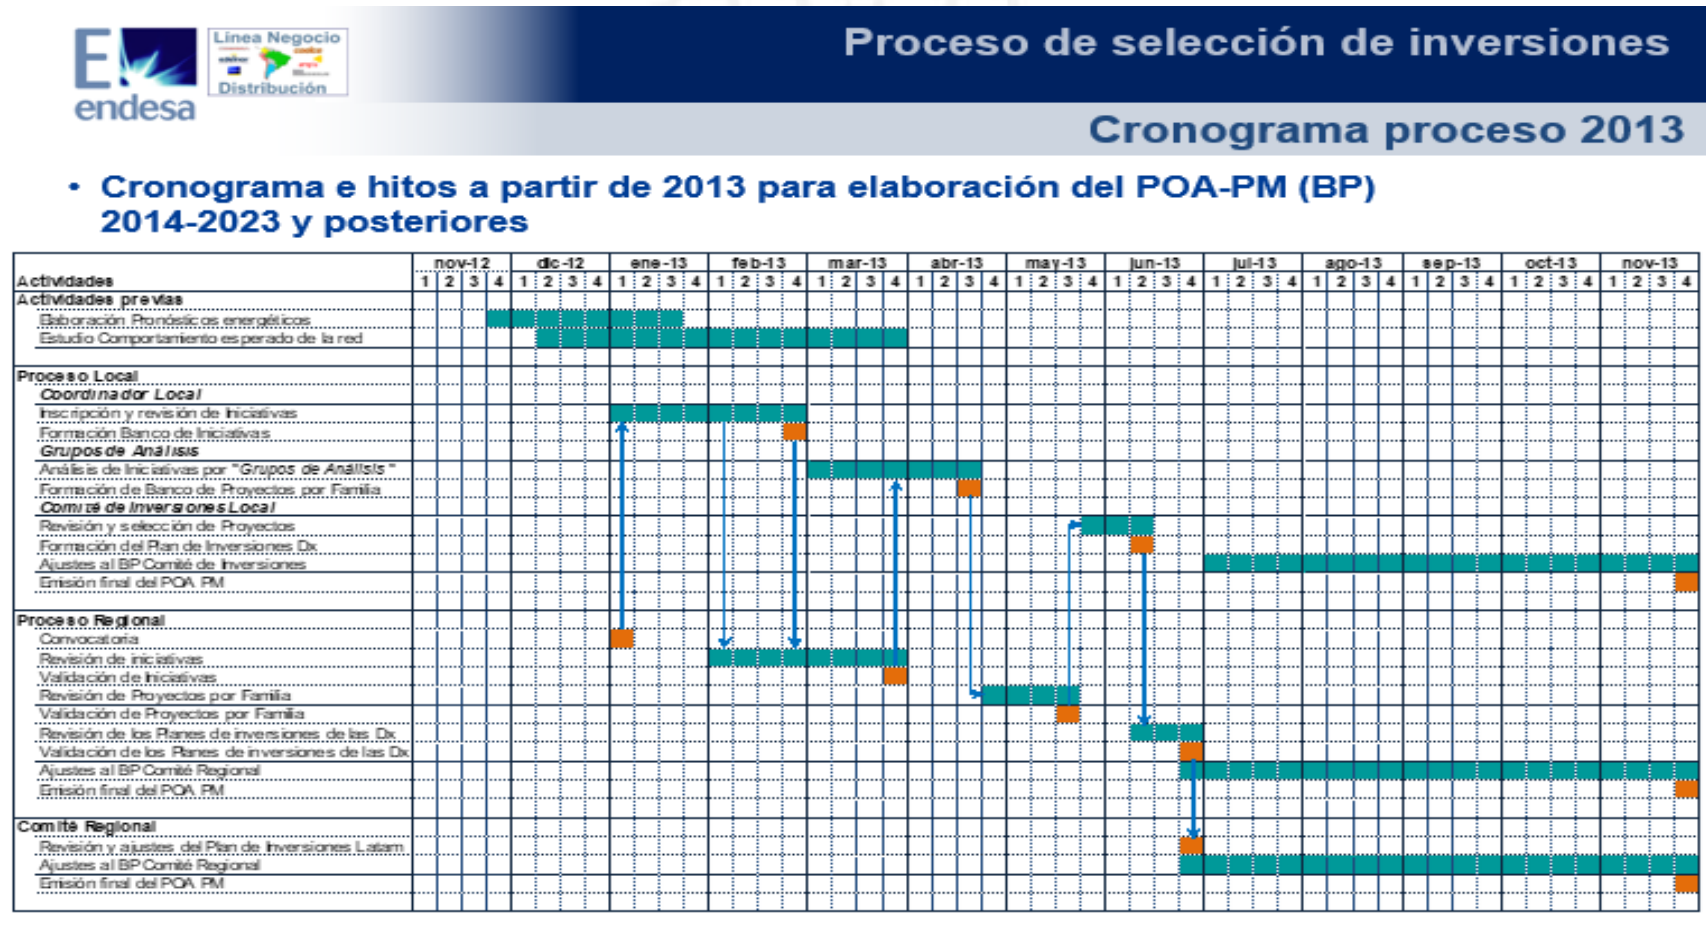 Proceso de selección de inversiones
endesa
Línea Negocio
Distribución
Cronograma proceso 2013
• Cronograma e hitos a partir de 2013 para elaboración del POA-PM (BP)
2014-2023 y posteriores
nov-12 dic-12 ene-13 feb-13 mar-13 abr-13 may-13 jun-13 jul-13 ago-13 sep-13 oct-13 nov-13
Actividades 1 2 3 4 1 2 3 4 1 2 3 4 1 2 3 4 1 2 3 4 1 2 3 4 1 2 3 4 1 2 3 4 1 2 3 4 1 2 3 4 1 2 3 4 1 2 3 4 1 2 3 4
Actividades previas
Elaboración Pronósticos energéticos
Estudio Comportamiento esperado de la red
Proceso Local
Coordinador Local
Inscripción y revisión de Iniciativas
Formación Banco de Iniciativas
Grupos de Análisis
Análisis de Iniciativas por "Grupos de Análisis"
Formación de Banco de Proyectos por Familia
Comité de Inversiones Local
Revisión y selección de Proyectos
Formación del Plan de Inversiones Dx
Ajustes al BP Comité de Inversiones
Emisión final del POA PM
Proceso Regional
Convocatoria
Revisión de iniciativas
Validación de Iniciativas
Revisión de Proyectos por Familia
Validación de Proyectos por Familia
Revisión de los Planes de inversiones de las Dx
Validación de los Planes de inversiones de las Dx
Ajustes al BP Comité Regional
Emisión final del POA PM
Comité Regional
Revisión y ajustes del Plan de Inversiones Latam
Ajustes al BP Comité Regional
Emisión final del POA PM